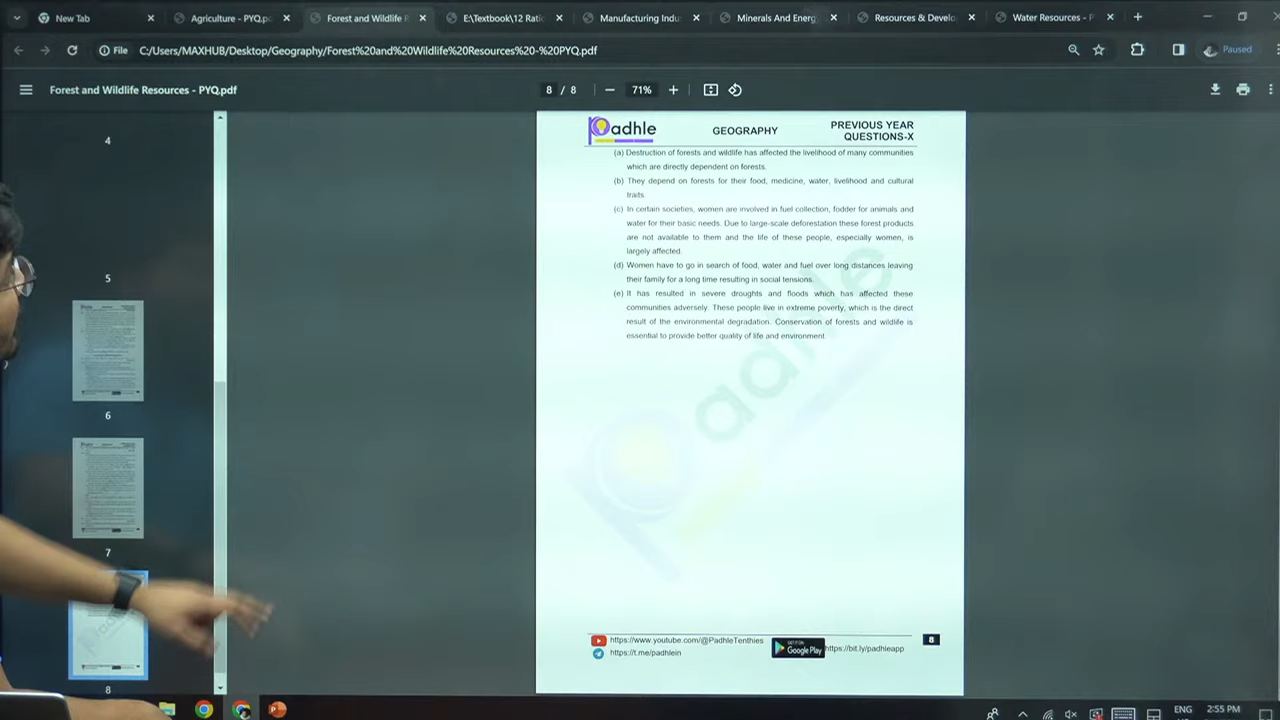 New Tab
Agriculture - PYQ.p
Forest and Wildlife R
E:\Textbook\12 Ratio
Manufacturing Indu
Minerals And Energ
Resources & Develo
Water Resources - P
File C:/Users/MAXHUB/Desktop/Geography/Forest%20and%20Wildlife%20Resources%20-%20PYQ.pdf
Paused
Forest and Wildlife Resources - PYQ.pdf
8 / 8
71%
4
5
6
7
8
Padhle
GEOGRAPHY
PREVIOUS YEAR
QUESTIONS-X
(a) Destruction of forests and wildlife has affected the livelihood of many communities
which are directly dependent on forests.
(b) They depend on forests for their food, medicine, water, livelihood and cultural
traits.
(c) In certain societies, women are involved in fuel collection, fodder for animals and
water for their basic needs. Due to large-scale deforestation these forest products
are not available to them and the life of these people, especially women, is
largely affected.
(d) Women have to go in search of food, water and fuel over long distances leaving
their family for a long time resulting in social tensions.
(e) It has resulted in severe droughts and floods which has affected these
communities adversely. These people live in extreme poverty, which is the direct
result of the environmental degradation. Conservation of forests and wildlife is
essential to provide better quality of life and environment.
Padhle
https://www.youtube.com/@PadhleTenthies
https://t.me/padhlein
GET IT ON
Google Play
https://bit.ly/padhleapp
8
ENG
2:55 PM